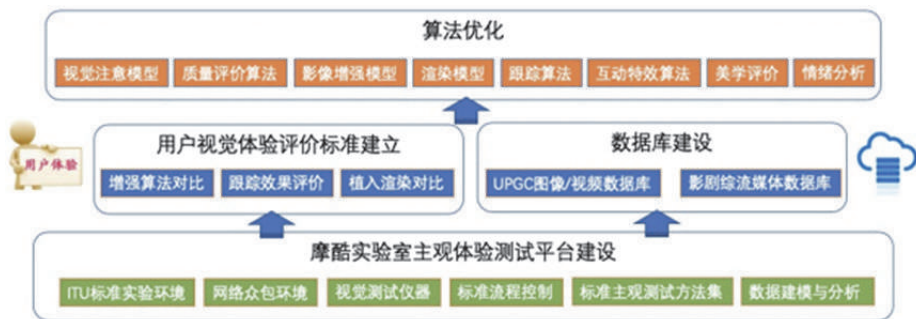 算法优化
视觉注意模型 质量评价算法 影像增强模型 渲染模型 跟踪算法 互动特效算法 美学评价 情绪分析
用户体验
用户视觉体验评价标准建立
增强算法对比 跟踪效果评价 植入渲染对比
数据库建设
UPGC图像/视频数据库 影剧综流媒体数据库
摩酷实验室主观体验测试平台建设
ITU标准实验环境 网络众包环境 视觉测试仪器 标准流程控制 标准主观测试方法集 数据建模与分析